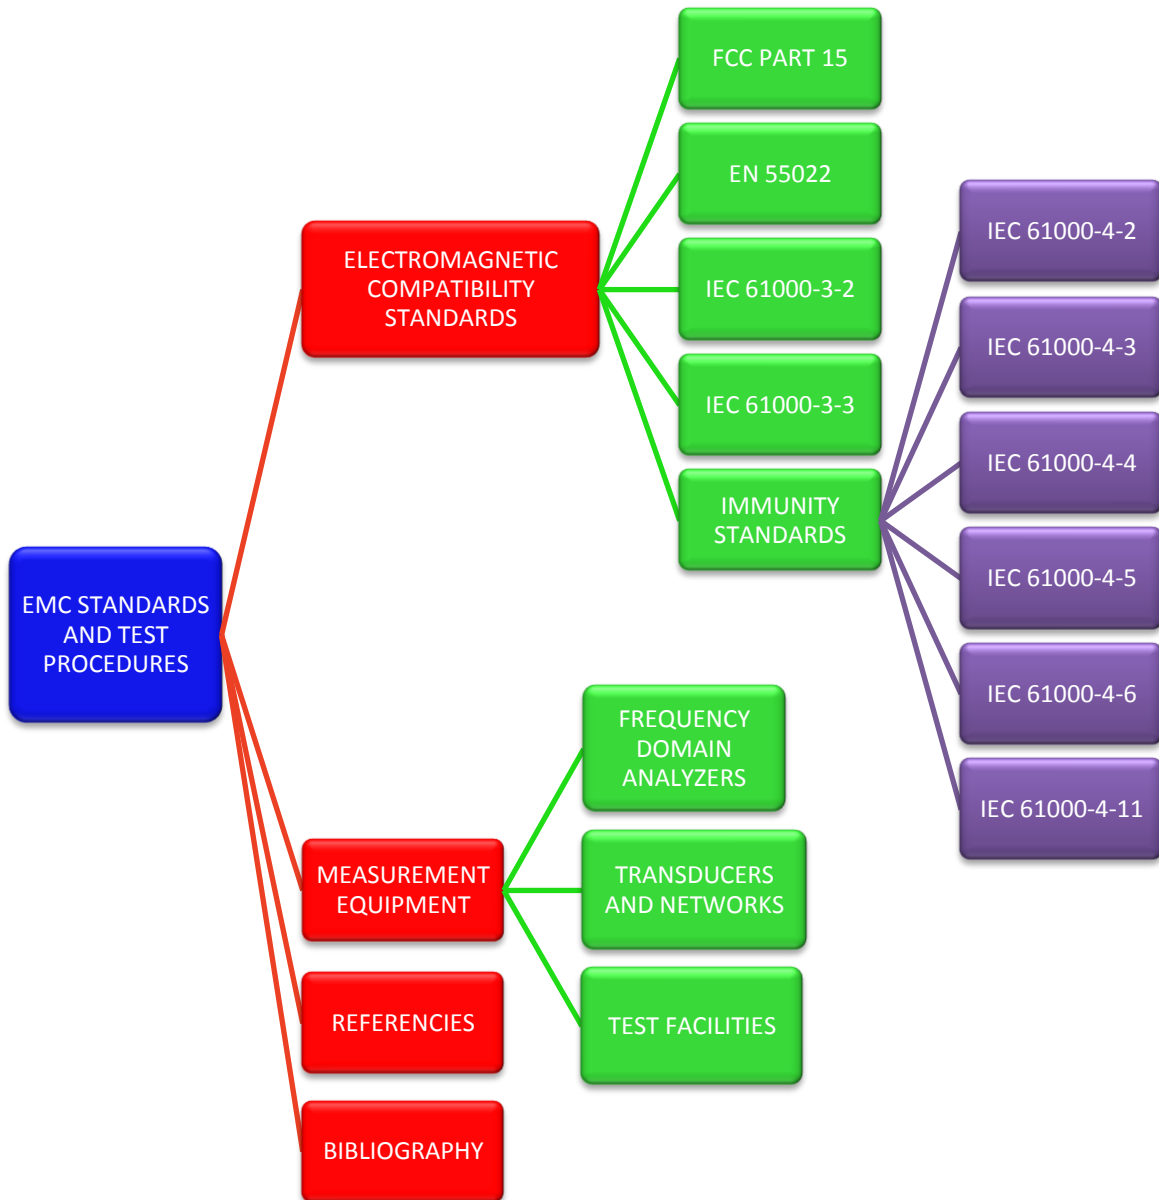 EMC STANDARDS
AND TEST
PROCEDURES
ELECTROMAGNETIC
COMPATIBILITY
STANDARDS
FCC PART 15
EN 55022
IEC 61000-3-2
IEC 61000-3-3
IMMUNITY
STANDARDS
IEC 61000-4-2
IEC 61000-4-3
IEC 61000-4-4
IEC 61000-4-5
IEC 61000-4-6
IEC 61000-4-11
MEASUREMENT
EQUIPMENT
FREQUENCY
DOMAIN
ANALYZERS
TRANSDUCERS
AND NETWORKS
TEST FACILITIES
REFERENCIES
BIBLIOGRAPHY